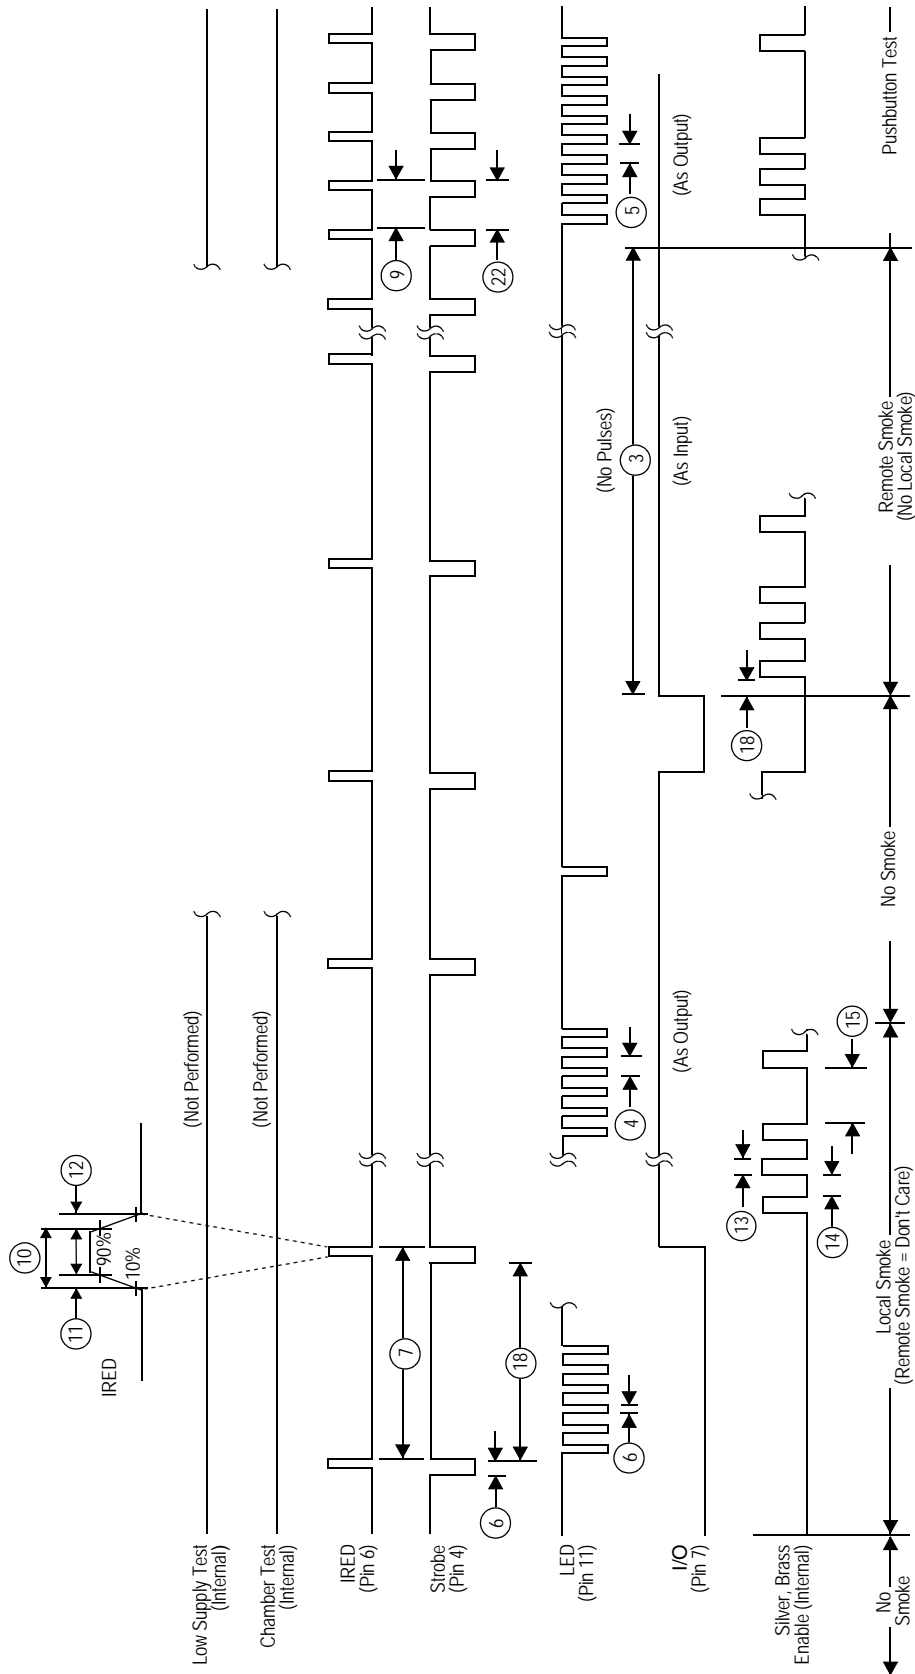 IRED
10
11
12
90%
10%
Low Supply Test
(Internal)
(Not Performed)
Chamber Test
(Internal)
(Not Performed)
IRED
(Pin 6)
7
9
Strobe
(Pin 4)
6
18
22
LED
(Pin 11)
6
4
5
(No Pulses)
3
I/O
(Pin 7)
(As Output)
(As Input)
(As Output)
Silver, Brass
Enable (Internal)
13
14
15
18
No
Smoke
Local Smoke
(Remote Smoke = Don't Care)
No Smoke
Remote Smoke
(No Local Smoke)
Pushbutton Test